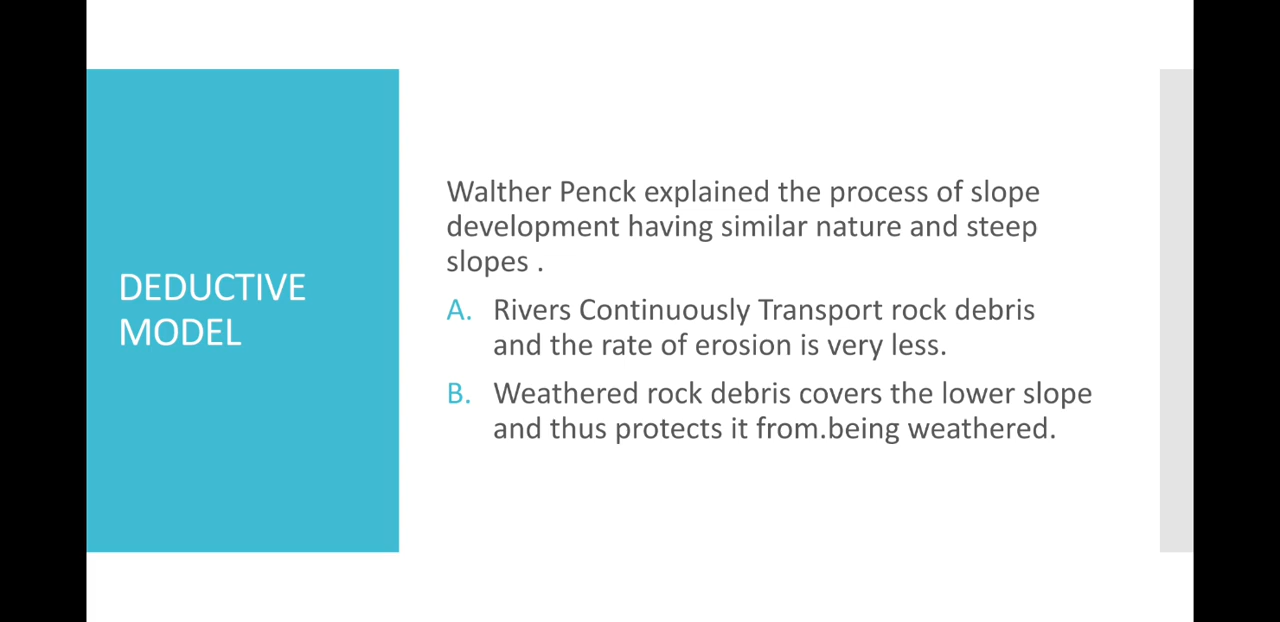 DEDUCTIVE
MODEL
Walther Penck explained the process of slope
development having similar nature and steep
slopes .
A. Rivers Continuously Transport rock debris
and the rate of erosion is very less.
B. Weathered rock debris covers the lower slope
and thus protects it from.being weathered.